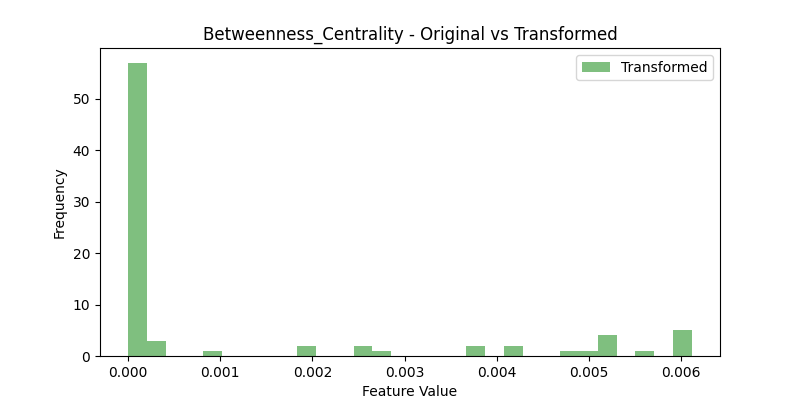 Betweenness_Centrality - Original vs Transformed
Transformed
Frequency
50
40
30
20
10
0
0.000 0.001 0.002 0.003 0.004 0.005 0.006
Feature Value